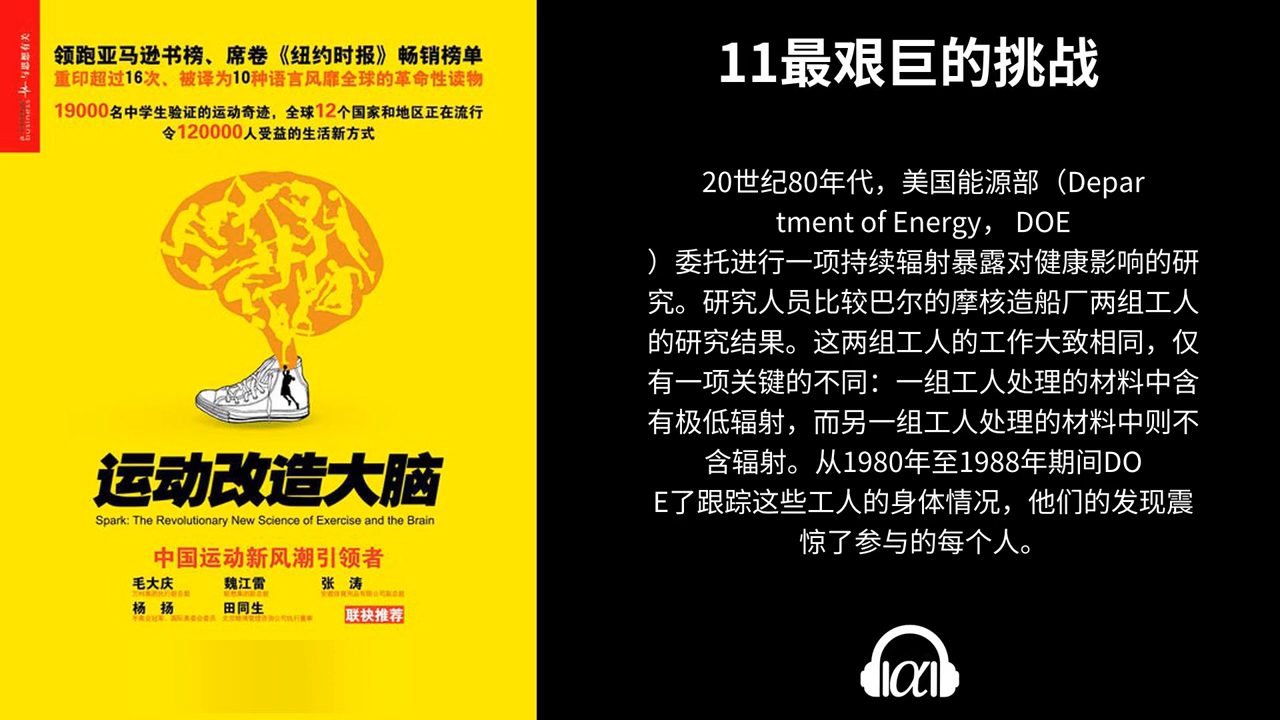 与思想有关
business
领跑亚马逊书榜、席卷《纽约时报》畅销榜单
重印超过16次、被译为10种语言风靡全球的革命性读物
19000名中学生验证的运动奇迹，全球12个国家和地区正在流行
令120000人受益的生活新方式
运动改造大脑
Spark: The Revolutionary New Science of Exercise and the Brain
中国运动新风潮引领者
毛大庆 魏江雷 张 涛
杨 扬 田同生 联袂推荐
11最艰巨的挑战
20世纪80年代，美国能源部（Depar
tment of Energy， DOE
）委托进行一项持续辐射暴露对健康影响的研
究。研究人员比较巴尔的摩核造船厂两组工人
的研究结果。这两组工人的工作大致相同，仅
有一项关键的不同：一组工人处理的材料中含
有极低辐射，而另一组工人处理的材料中则不
含辐射。从1980年至1988年期间DO
E了跟踪这些工人的身体情况，他们的发现震
惊了参与的每个人。